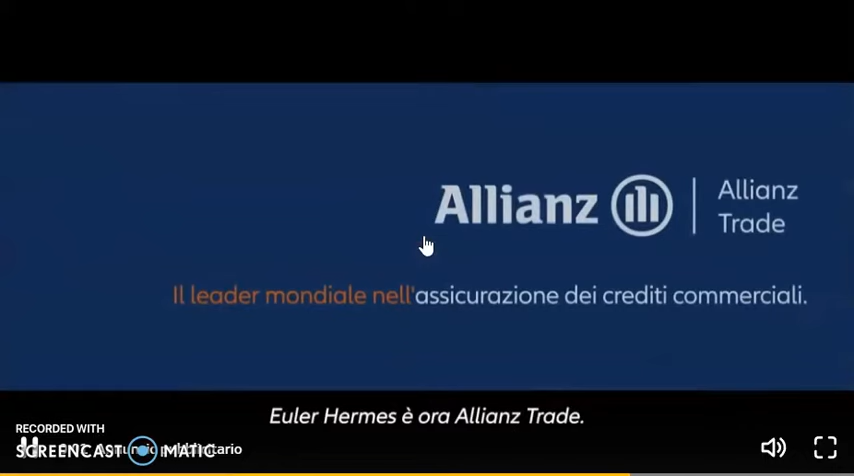 Allianz
Allianz
Trade
Il leader mondiale nell'assicurazione dei crediti commerciali.
Euler Hermes è ora Allianz Trade.
RECORDED WITH
SCREENCAST MATIC